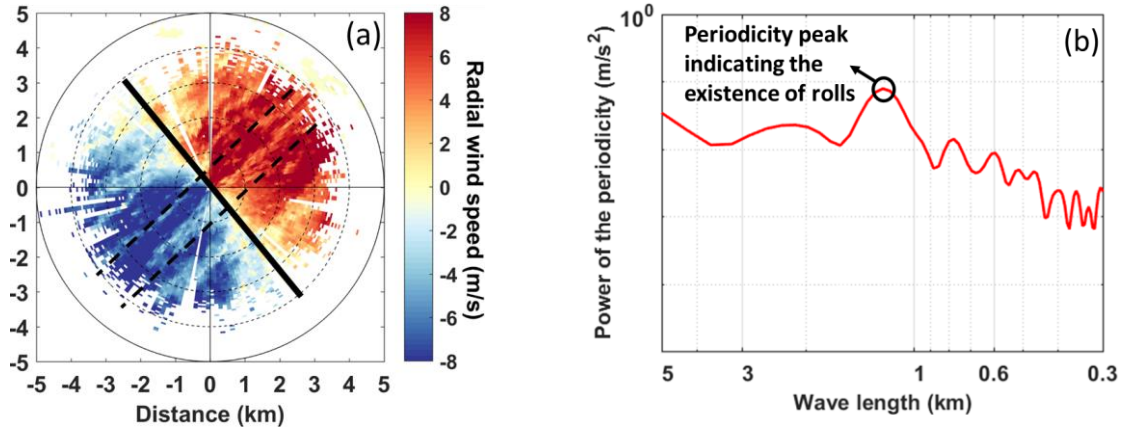 (a)
5
4
3
2
1
0
-1
-2
-3
-4
-5
-5 -4 -3 -2 -1 0 1 2 3 4 5
Distance (km)
8
6
4
2
0
-2
-4
-6
-8
Radial wind speed (m/s)
(b)
10⁰
Periodicity peak
indicating the
existence of rolls
Power of the periodicity (m/s²)
5 3 1 0.6 0.3
Wave length (km)